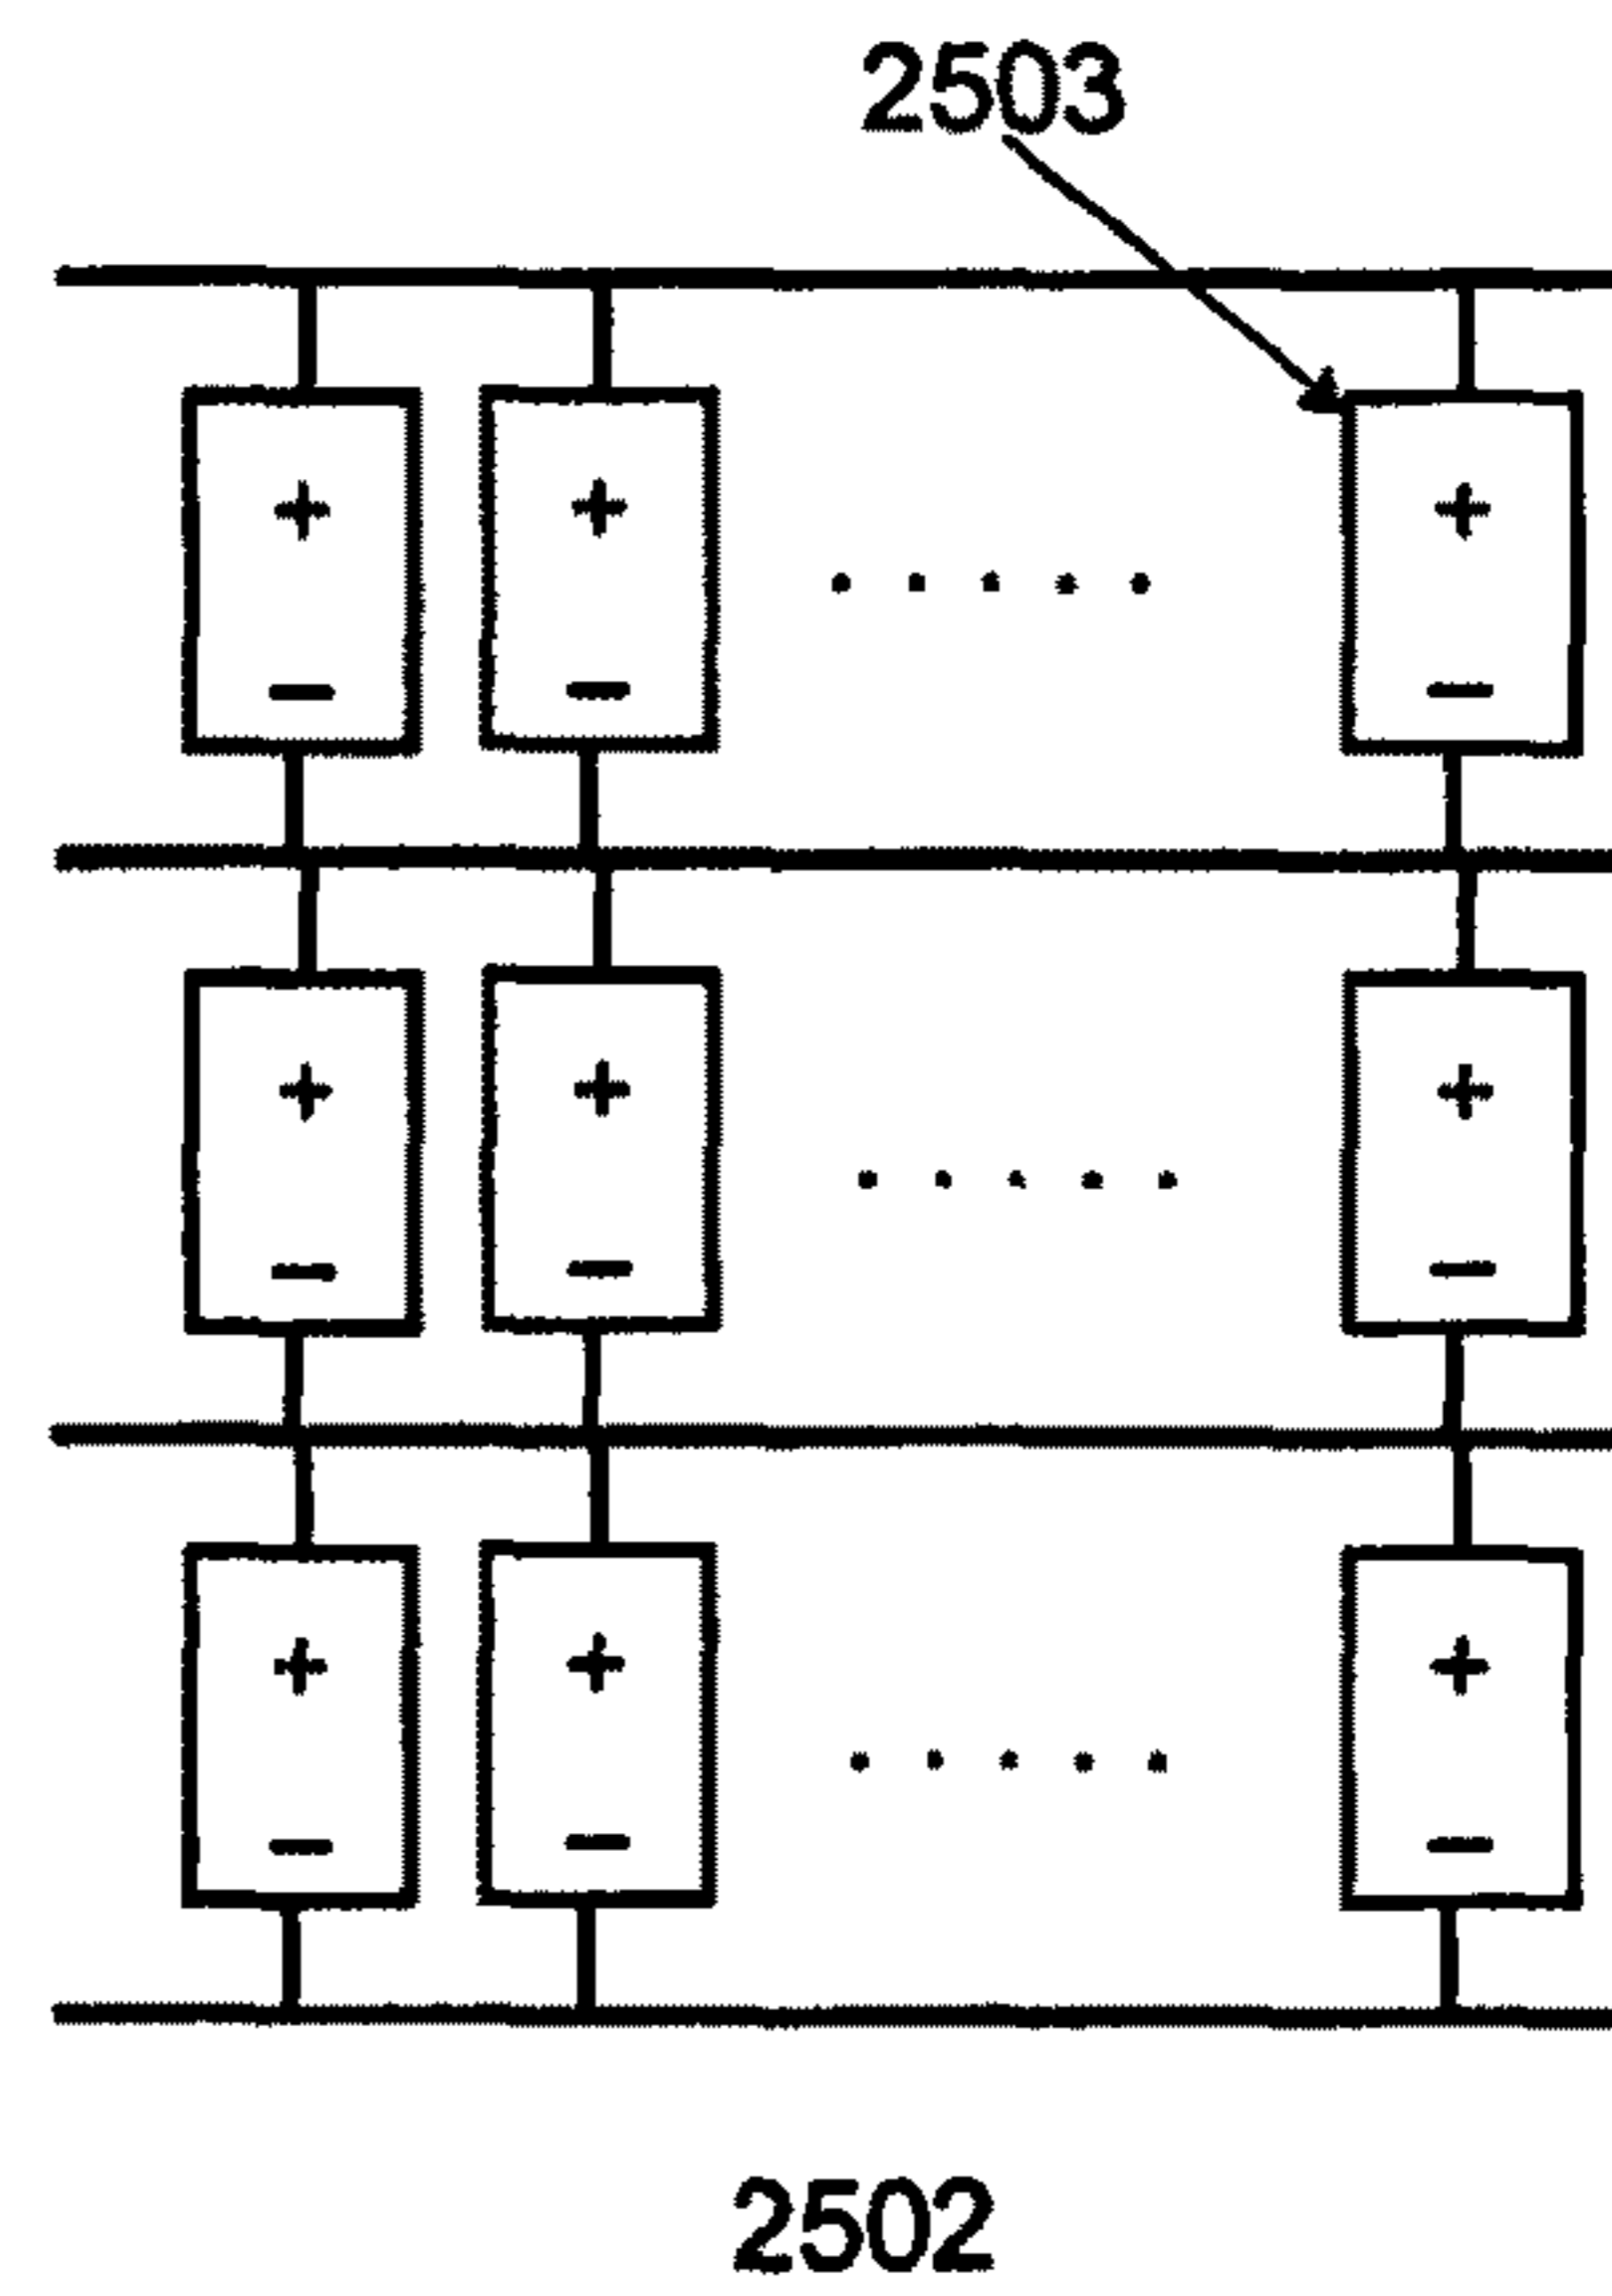 2503
+ + +
— — —
+ + +
— — —
+ + +
— — —
2502